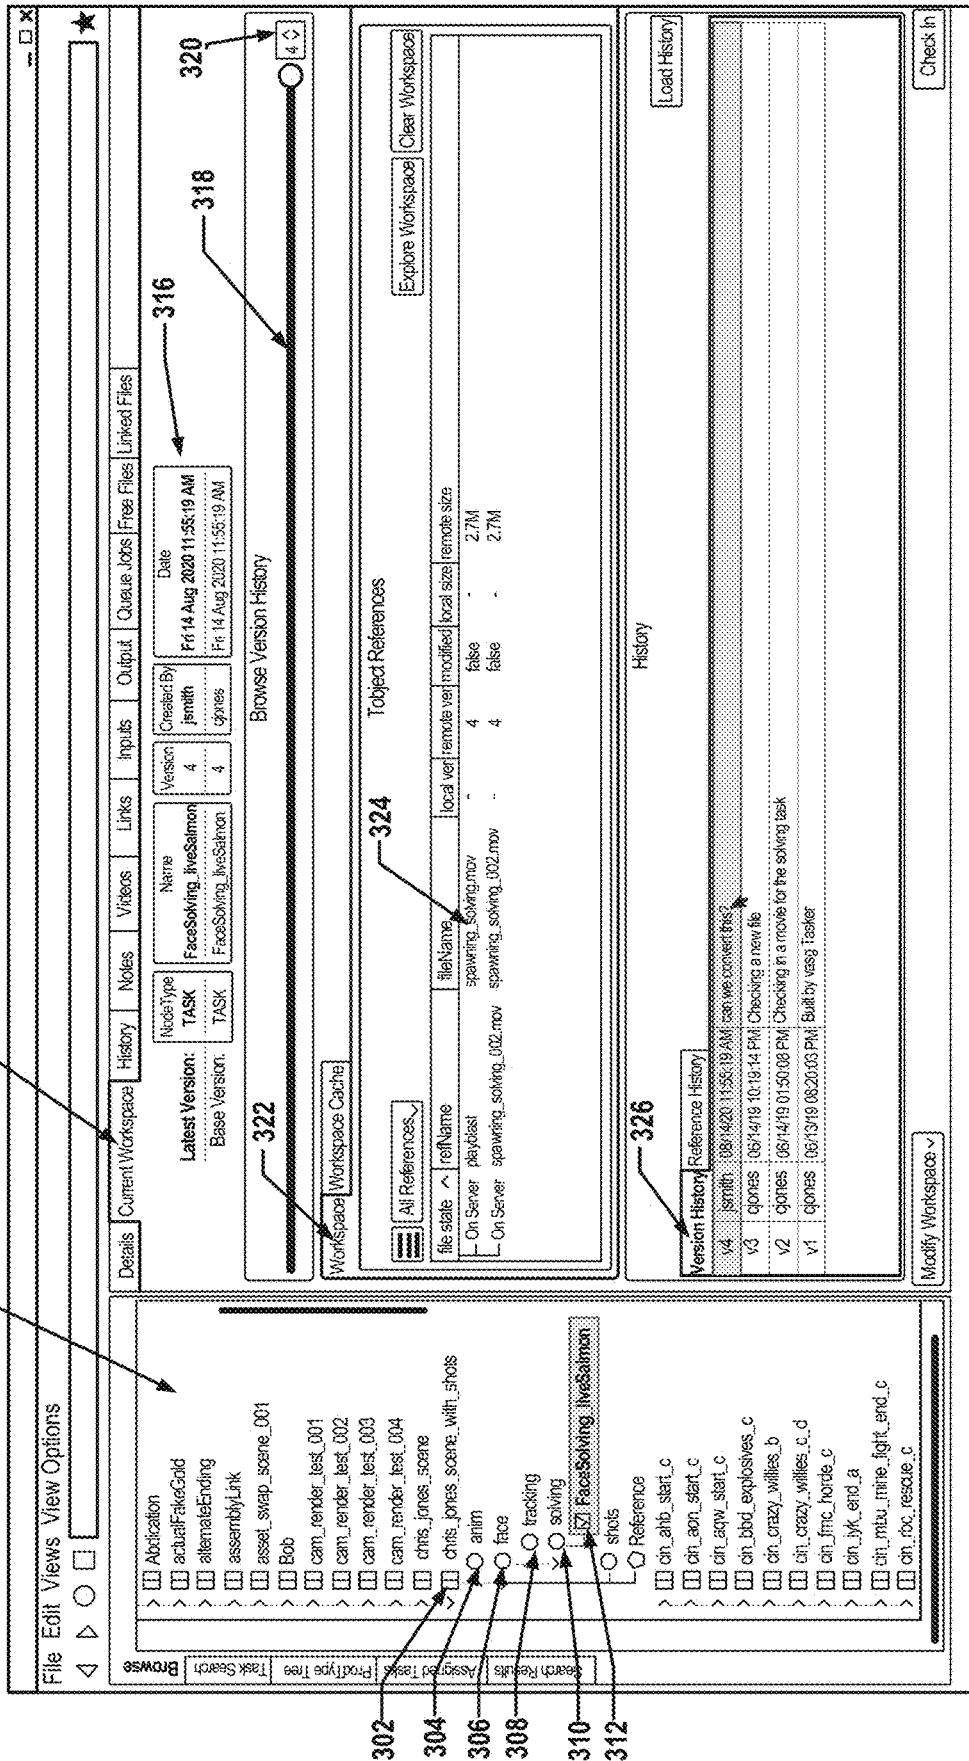 File Edit Views View Options
Browse
Task Search
ProdType Tree
Assigned Tasks
Search Results
Abdication
actualFakeGold
alternateEnding
assemblyLink
asset_swap_scene_001
Bob
cam_render_test_001
cam_render_test_002
cam_render_test_003
cam_render_test_004
chris_jones_scene
chris_jones_scene_with_shots
anim
face
tracking
solving
FaceSolving_liveSalmon
shots
Reference
cin_ahb_start_c
cin_aon_start_c
cin_aqw_start_c
cin_bbd_explosives_c
cin_crazy_willies_b
cin_crazy_willies_c_d
cin_fmc_horde_c
cin_jyk_end_a
cin_mbu_mine_fight_end_c
cin_rbc_rescue_c
302
304
306
308
310
312
Details Current Workspace History Notes Videos Links Inputs Output Queue Jobs Free Files Linked Files
NodeType Name Version Created By Date
Latest Version: TASK FaceSolving_liveSalmon 4 jsmith Fri 14 Aug 2020 11:55:19 AM
Base Version: TASK FaceSolving_liveSalmon 4 qjones Fri 14 Aug 2020 11:55:19 AM
316
Browse Version History
4
318
320
322
Workspace Workspace Cache
Tobject References
All References
Explore Workspace Clear Workspace
324
file state ^ refName fileName local ver remote ver modified local size remote size
On Server playblast spawning_solving.mov - 4 false - 2.7M
On Server spawning_solving_002.mov spawning_solving_002.mov - 4 false - 2.7M
326
History
Load History
Version History Reference History
v4 jsmith 08/14/20 11:55:19 AM can we convert this?
v3 qjones 06/14/19 10:19:14 PM Checking a new file
v2 qjones 06/14/19 01:50:08 PM Checking in a movie for the solving task
v1 qjones 06/13/19 08:20:03 PM Built by vasg Tasker
Modify Workspace
Check In